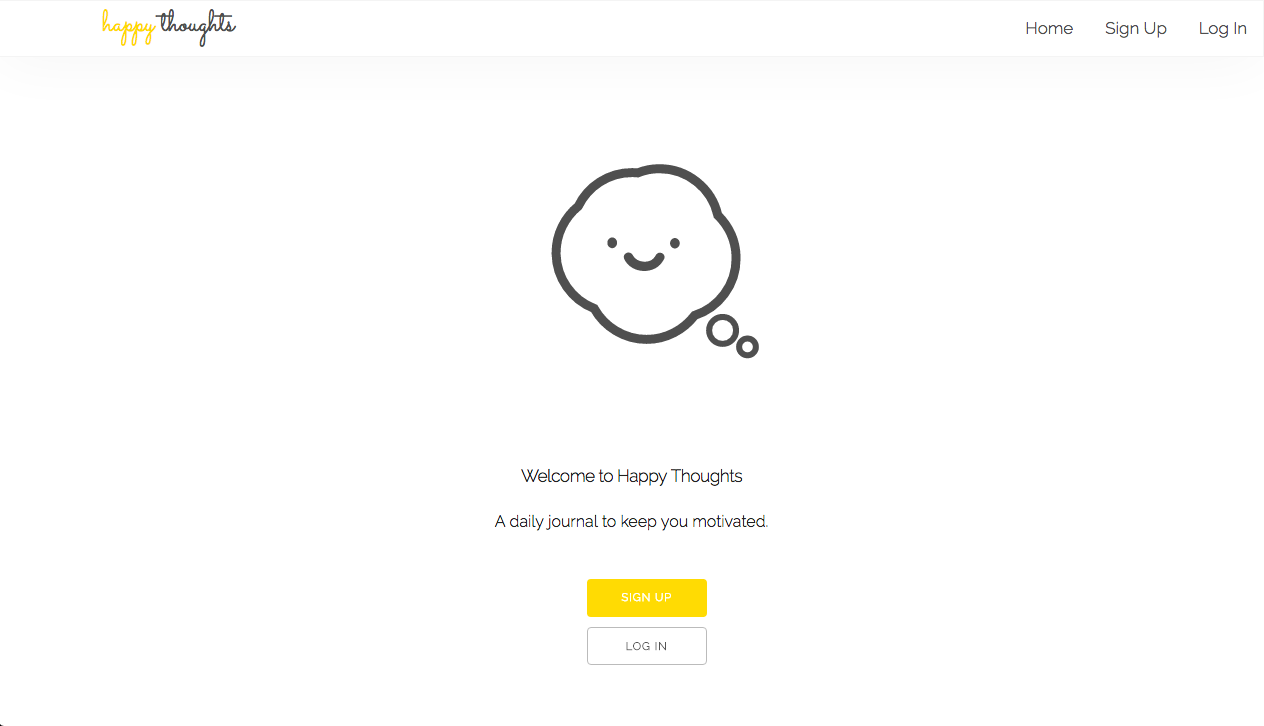 happy thoughts
Home Sign Up Log In
Welcome to Happy Thoughts
A daily journal to keep you motivated.
SIGN UP
LOG IN